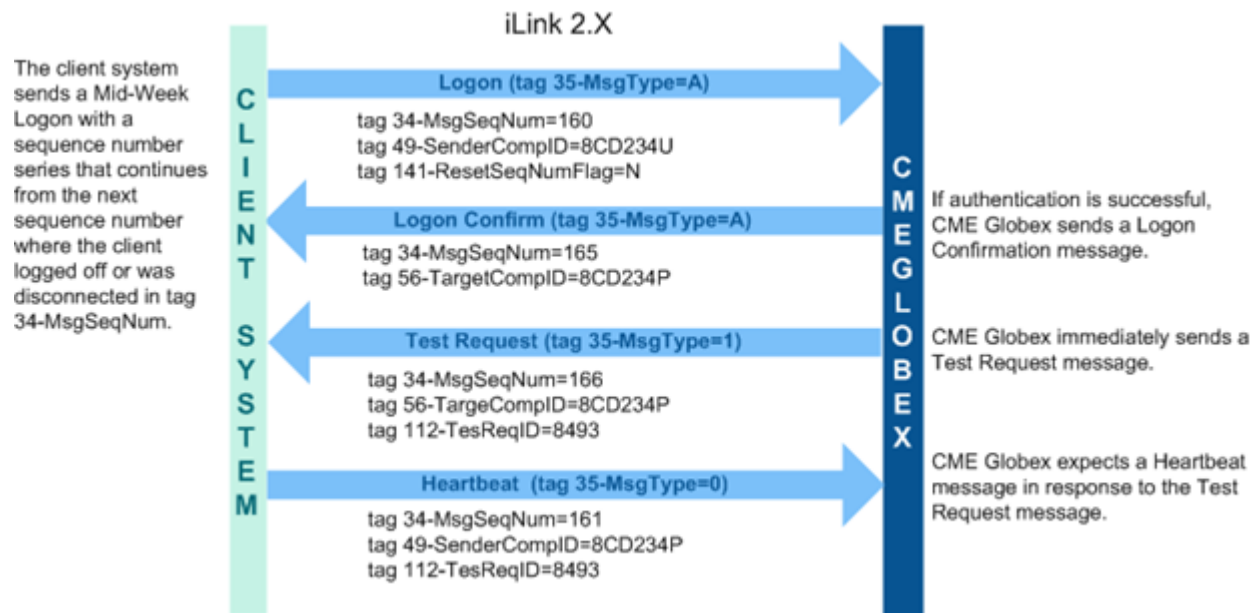 iLink 2.X
The client system
sends a Mid-Week
Logon with a
sequence number
series that continues
from the next
sequence number
where the client
logged off or was
disconnected in tag
34-MsgSeqNum.
CLIENT SYSTEM
Logon (tag 35-MsgType=A)
tag 34-MsgSeqNum=160
tag 49-SenderCompID=8CD234U
tag 141-ResetSeqNumFlag=N
Logon Confirm (tag 35-MsgType=A)
tag 34-MsgSeqNum=165
tag 56-TargetCompID=8CD234P
Test Request (tag 35-MsgType=1)
tag 34-MsgSeqNum=166
tag 56-TargeCompID=8CD234P
tag 112-TesReqID=8493
Heartbeat (tag 35-MsgType=0)
tag 34-MsgSeqNum=161
tag 49-SenderCompID=8CD234P
tag 112-TesReqID=8493
CME GLOBEX
If authentication is successful,
CME Globex sends a Logon
Confirmation message.
CME Globex immediately sends a
Test Request message.
CME Globex expects a Heartbeat
message in response to the Test
Request message.